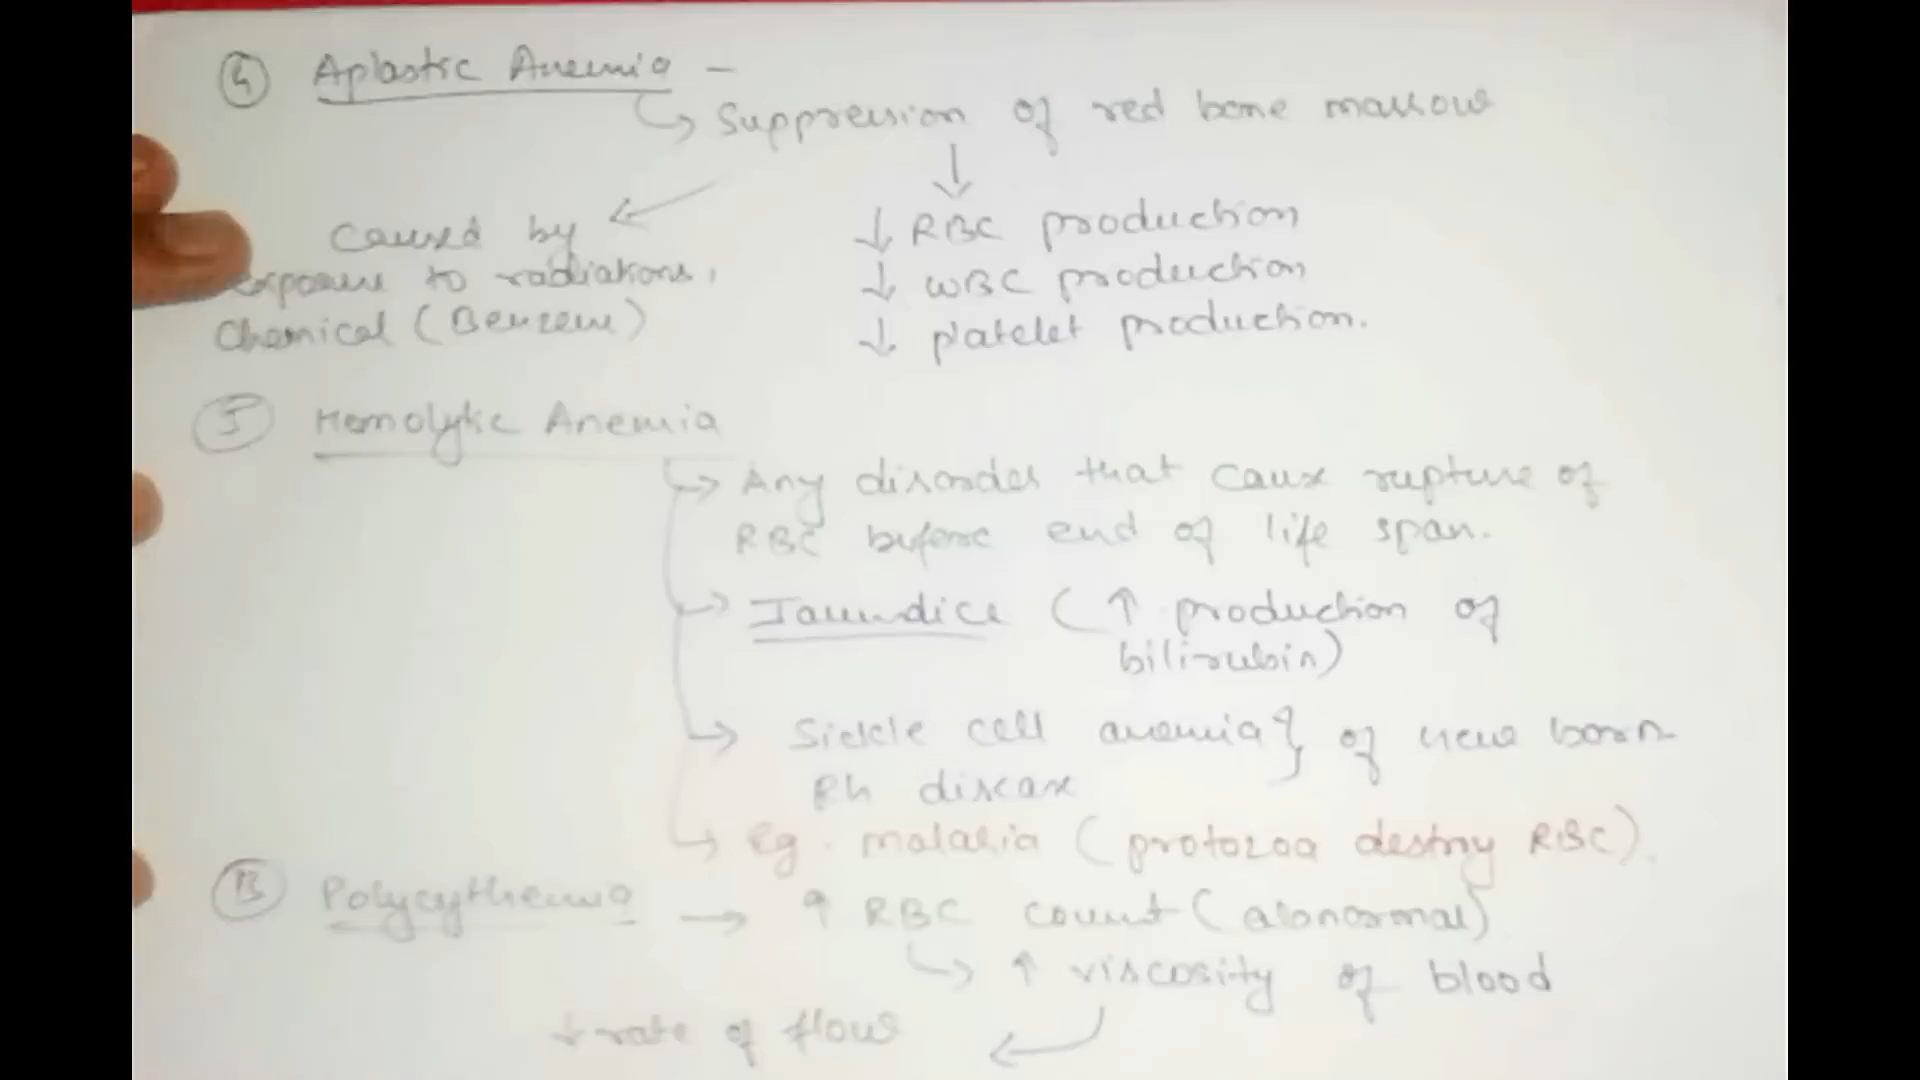 ④ Aplastic Anemia -
↳ Suppression of red bone marrow
↓
↓ RBC production
↓ WBC production
↓ platelet production.
Caused by
exposure to radiations,
Chemical (Benzene)
⑤ Hemolytic Anemia
↳ Any disorder that cause rupture of
RBC before end of life span.
→ Jaundice (↑ production of
bilirubin)
→ Sickle cell anemia } of new born
Rh disease
↳ eg. malaria (protozoa destroy RBC).
Ⓑ Polycythemia → ↑ RBC count (abnormal)
↳ ↑ viscosity of blood
↓ rate of flow